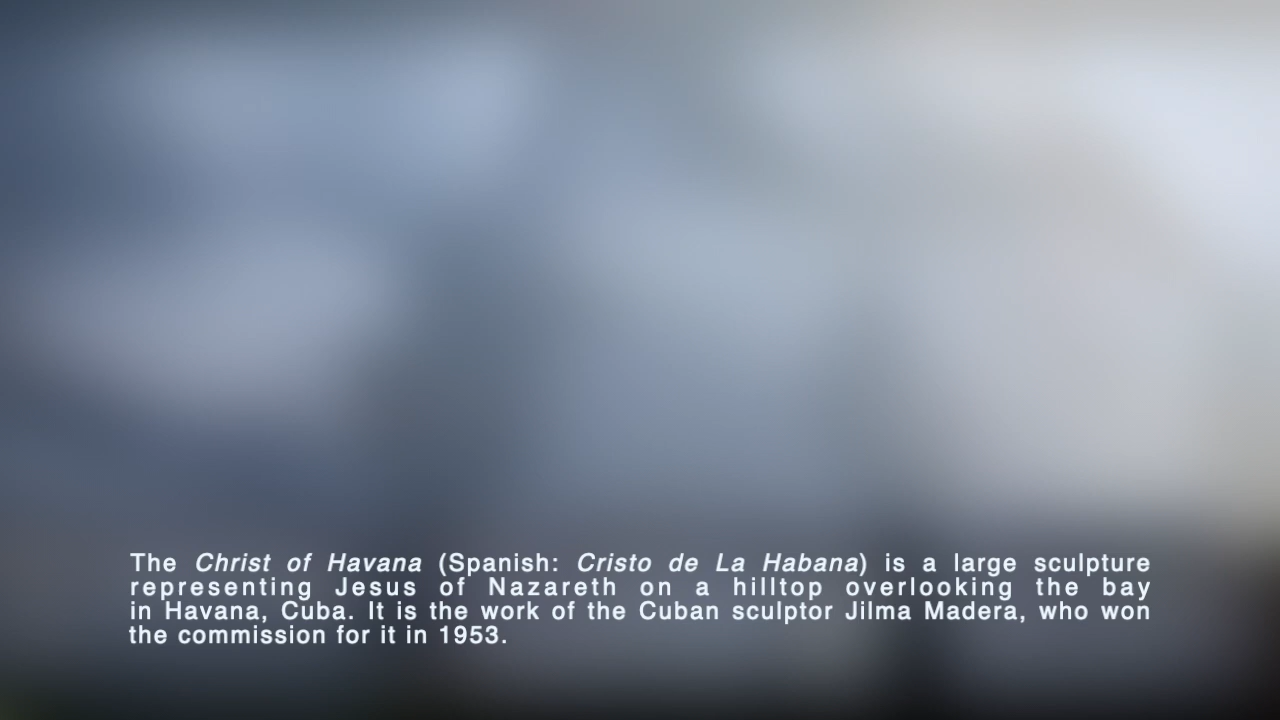 The Christ of Havana (Spanish: Cristo de La Habana) is a large sculpture
representing Jesus of Nazareth on a hilltop overlooking the bay
in Havana, Cuba. It is the work of the Cuban sculptor Jilma Madera, who won
the commission for it in 1953.